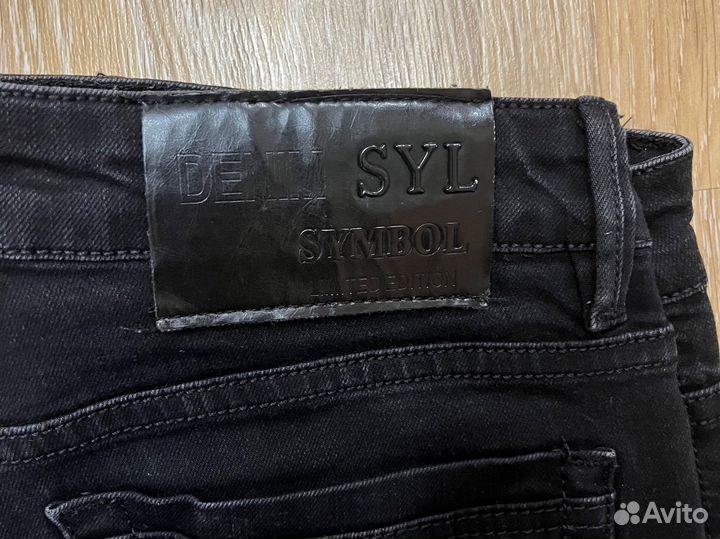 DENIM SYL
SYMBOL
LIMITED EDITION
Avito